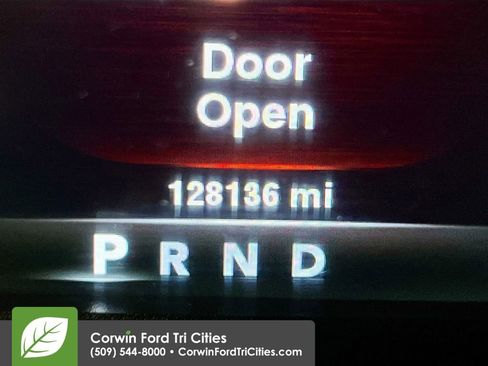 Door
Open
128136 mi
P R N D
Corwin Ford Tri Cities
(509) 544-8000 • CorwinFordTriCities.com